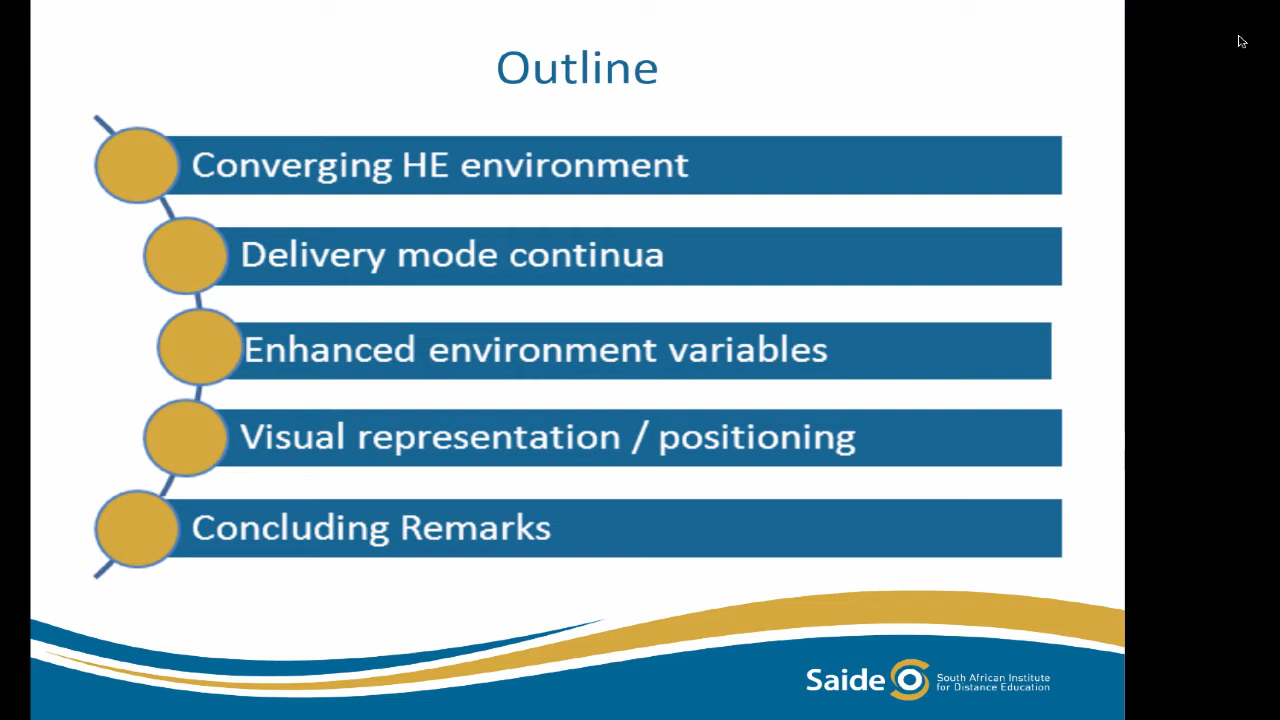 Outline
Converging HE environment
Delivery mode continua
Enhanced environment variables
Visual representation / positioning
Concluding Remarks
Saide
South African Institute
for Distance Education